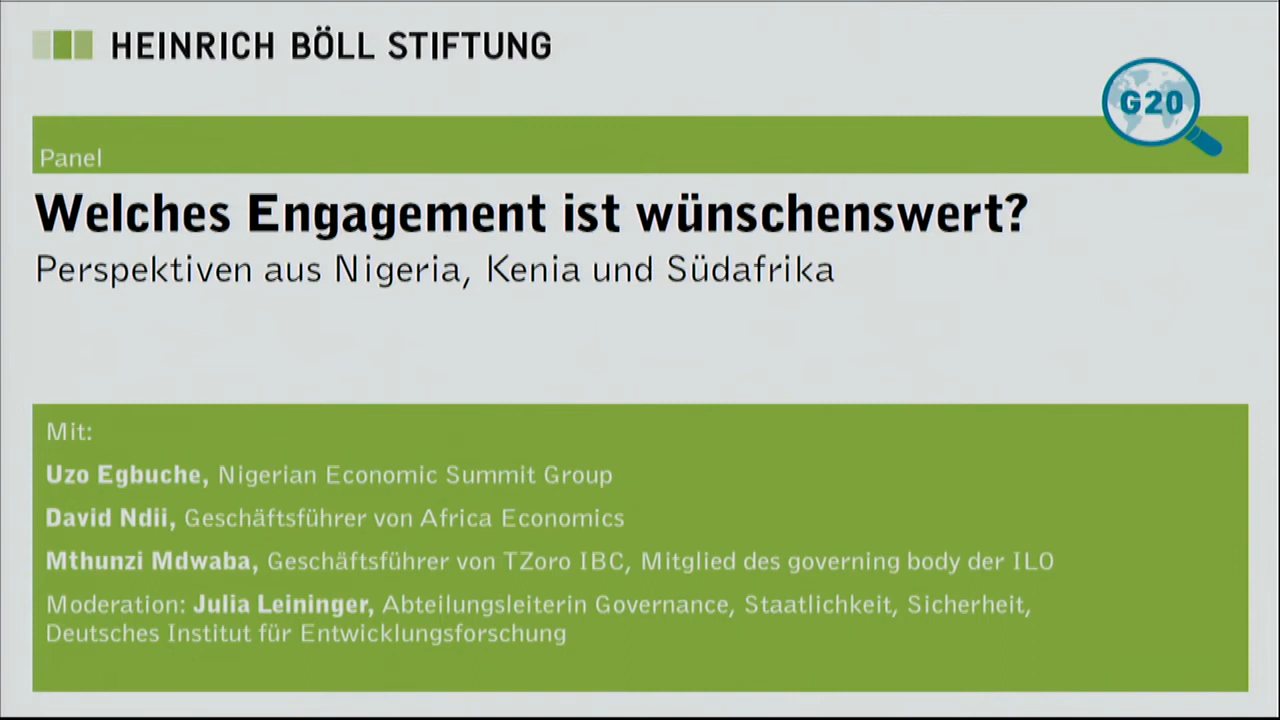 HEINRICH BÖLL STIFTUNG
G20
Panel
Welches Engagement ist wünschenswert?
Perspektiven aus Nigeria, Kenia und Südafrika
Mit:
Uzo Egbuche, Nigerian Economic Summit Group
David Ndii, Geschäftsführer von Africa Economics
Mthunzi Mdwaba, Geschäftsführer von TZoro IBC, Mitglied des governing body der ILO
Moderation: Julia Leininger, Abteilungsleiterin Governance, Staatlichkeit, Sicherheit,
Deutsches Institut für Entwicklungsforschung